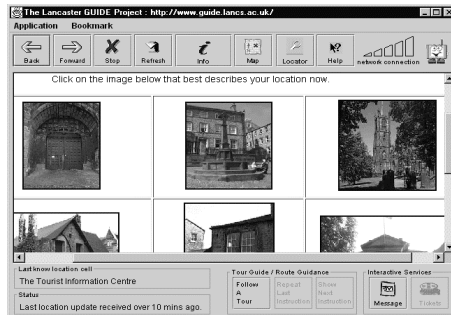 The Lancaster GUIDE Project : http://www.guide.lancs.ac.uk/
Application Bookmark
Back Forward Stop Refresh Info Map Locator Help network connection
Click on the image below that best describes your location now.
Last know location cell
The Tourist Information Centre
Status
Last location update received over 10 mins ago.
Tour Guide / Route Guidance
Follow A Tour
Repeat Last Instruction
Show Next Instruction
Interactive Services
Message Tickets